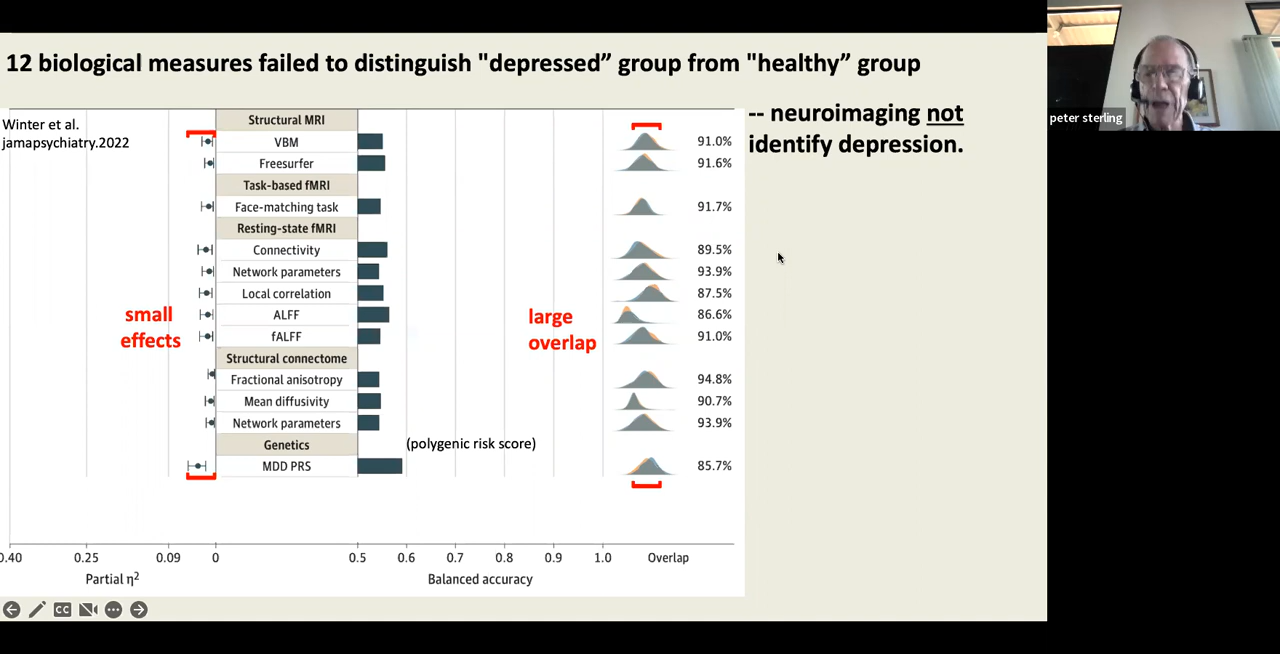 12 biological measures failed to distinguish "depressed” group from "healthy” group
Winter et al.
jamapsychiatry.2022
-- neuroimaging not
identify depression.
peter sterling
Structural MRI
VBM 91.0%
Freesurfer 91.6%
Task-based fMRI
Face-matching task 91.7%
Resting-state fMRI
Connectivity 89.5%
Network parameters 93.9%
Local correlation 87.5%
ALFF 86.6%
fALFF 91.0%
small
effects
large
overlap
Structural connectome
Fractional anisotropy 94.8%
Mean diffusivity 90.7%
Network parameters 93.9%
Genetics (polygenic risk score)
MDD PRS 85.7%
0.40 0.25 0.09 0 0.5 0.6 0.7 0.8 0.9 1.0 Overlap
Partial η2 Balanced accuracy
CC